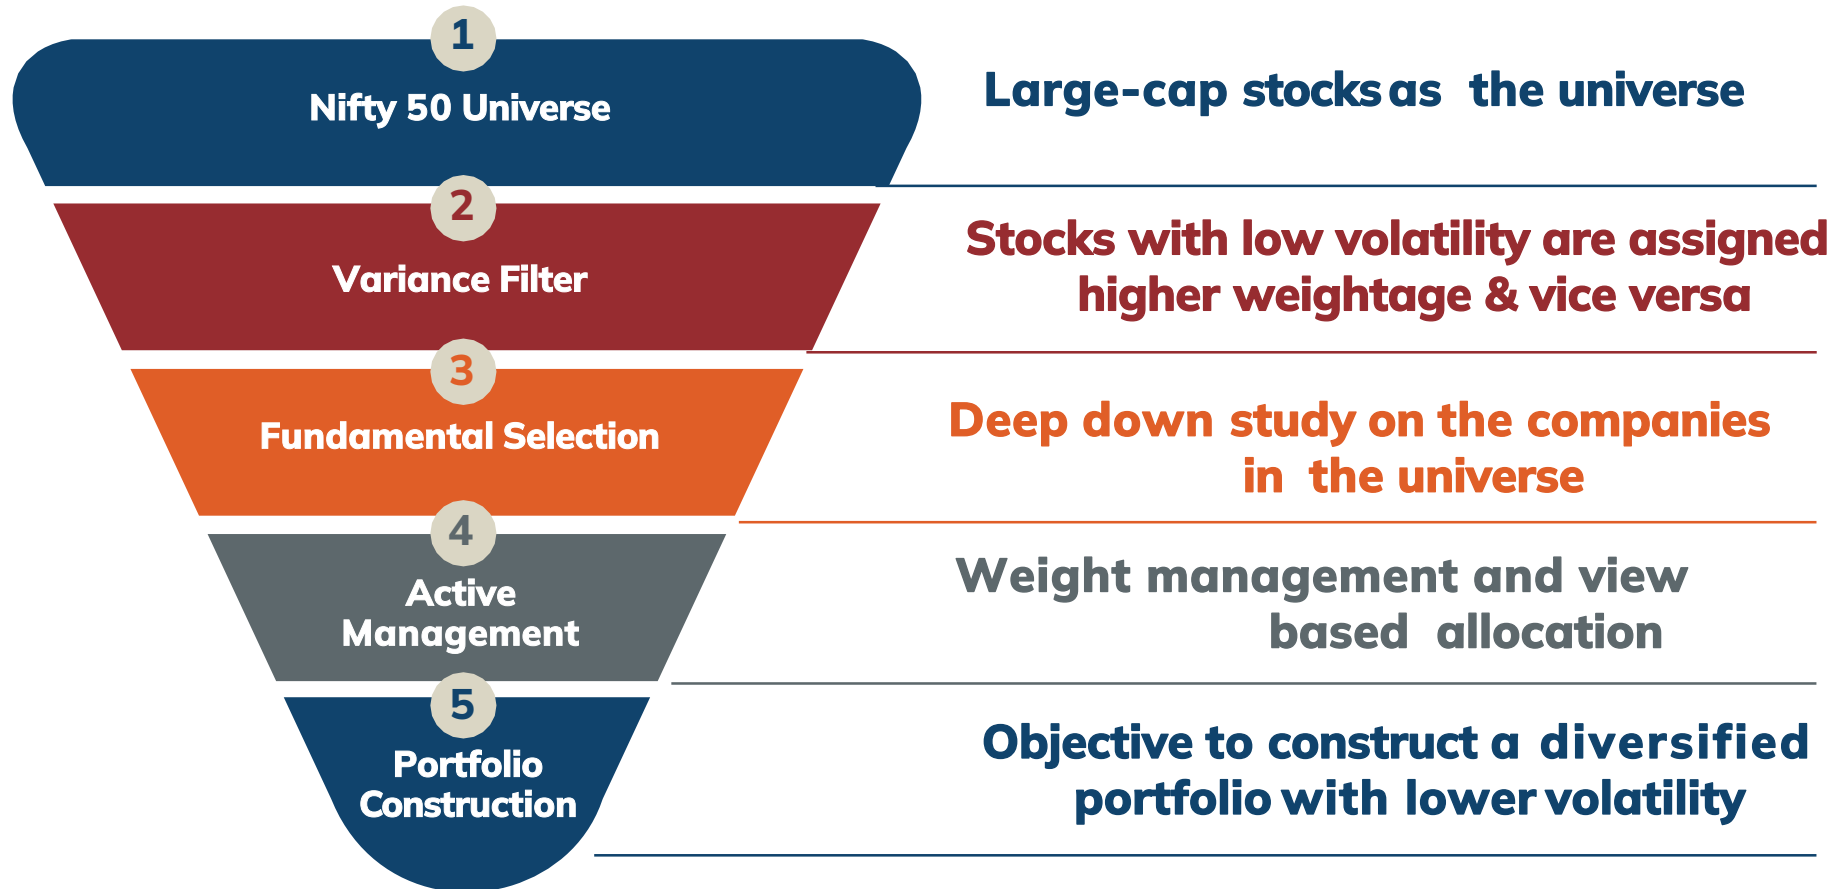 1
Nifty 50 Universe
Large-cap stocks as the universe
2
Variance Filter
Stocks with low volatility are assigned
higher weightage & vice versa
3
Fundamental Selection
Deep down study on the companies
in the universe
4
Active
Management
Weight management and view
based allocation
5
Portfolio
Construction
Objective to construct a diversified
portfolio with lower volatility